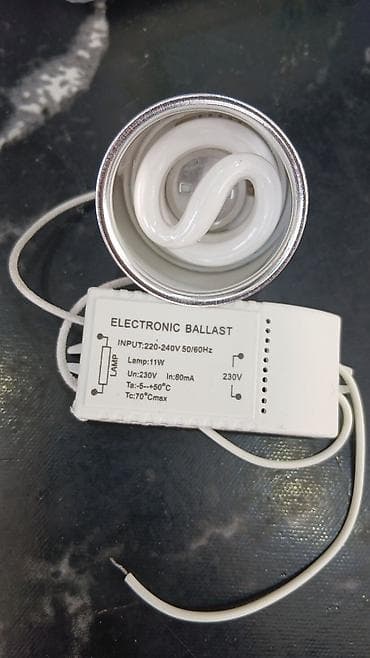 ELECTRONIC BALLAST
INPUT:220-240V 50/60Hz
LAMP
Lamp:11W
Un:230V In:80mA
230V
Ta:-5--+50°C
Tc:70°Cmax